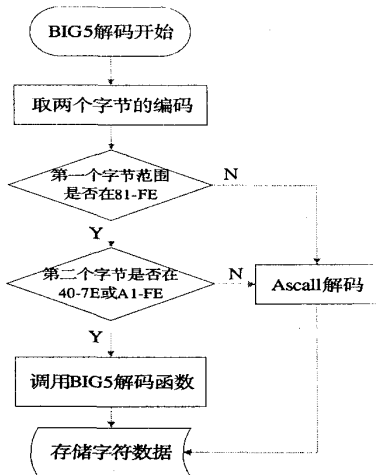 BIG5解码开始
取两个字节的编码
第一个字节范围
是否在81-FE
N
Y
第二个字节是否在
40-7E或A1-FE
N
Ascall解码
Y
调用BIG5解码函数
存储字符数据